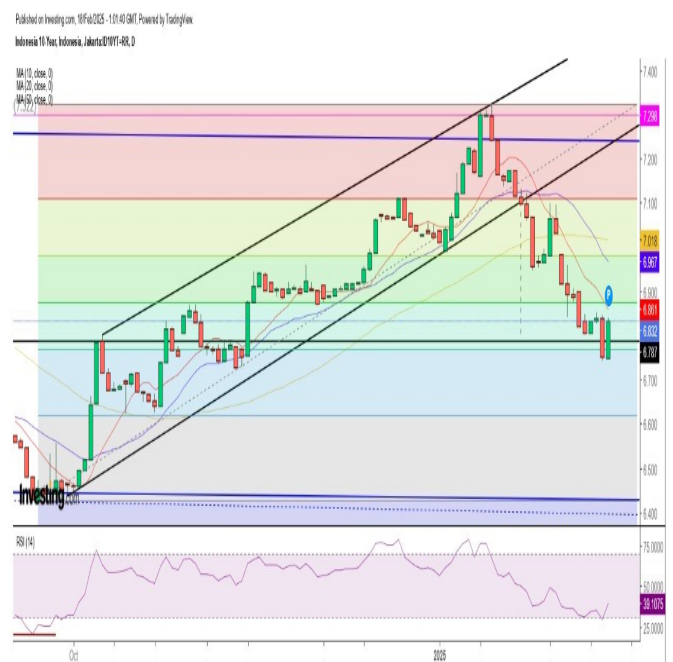 Published on Investing.com, 18/Feb/2025 - 1:01:40 GMT, Powered by TradingView.
Indonesia 10-Year, Indonesia, Jakarta:ID10YT=RR, D
MA (10, close, 0)
MA (20, close, 0)
MA (50, close, 0)
7.400
7.298
7.200
7.100
7.018
6.967
6.900
6.861
6.832
6.787
6.700
6.600
6.500
6.400
P
Investing.com
RSI (14)
75.0000
50.0000
39.1075
25.0000
Oct
2025